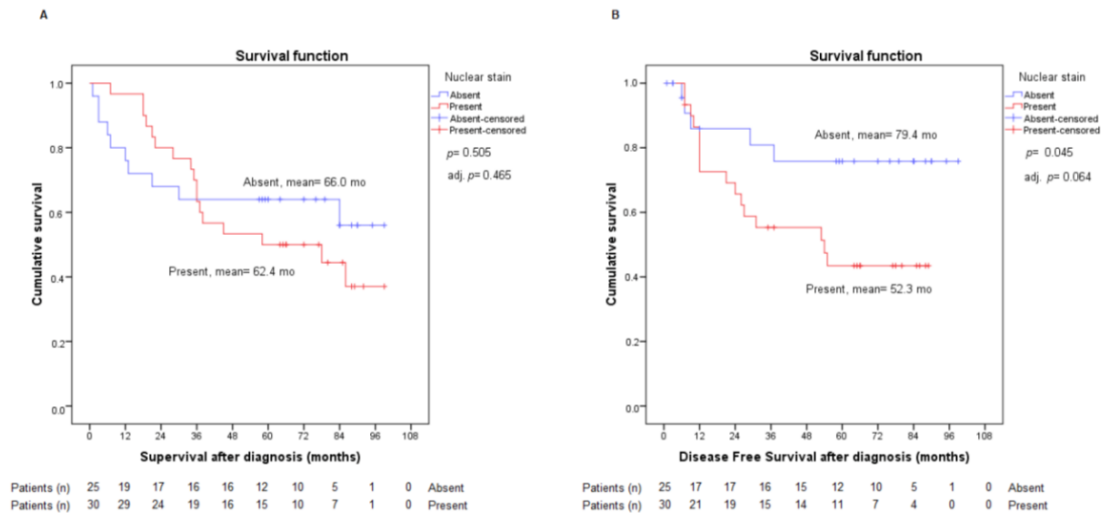 A
Survival function
Cumulative survival
1.0
0.8
0.6
0.4
0.2
0.0
Absent, mean= 66.0 mo
Present, mean= 62.4 mo
Nuclear stain
Absent
Present
Absent-censored
Present-censored
p= 0.505
adj. p= 0.465
0 12 24 36 48 60 72 84 96 108
Supervival after diagnosis (months)
Patients (n) 25 19 17 16 16 12 10 5 1 0 Absent
Patients (n) 30 29 24 19 16 15 10 7 1 0 Present
B
Survival function
Cumulative survival
1.0
0.8
0.6
0.4
0.2
0.0
Absent, mean= 79.4 mo
Present, mean= 52.3 mo
Nuclear stain
Absent
Present
Absent-censored
Present-censored
p= 0.045
adj. p= 0.064
0 12 24 36 48 60 72 84 96 108
Disease Free Survival after diagnosis (months)
Patients (n) 25 17 17 16 15 12 10 5 1 0 Absent
Patients (n) 30 21 19 15 14 11 7 4 0 0 Present